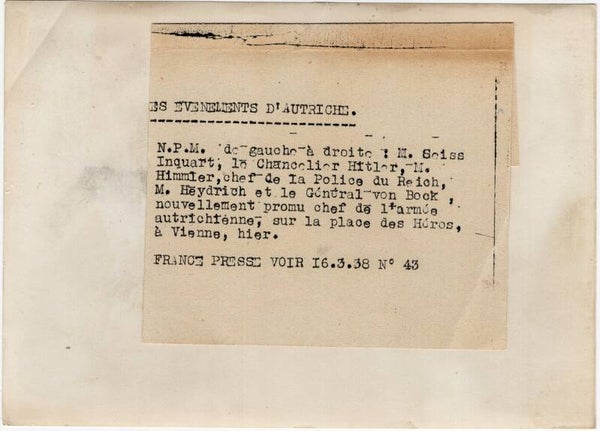 ES EVENEMENTS D'AUTRICHE.
N.P.M. de gauche à droite : M. Seiss
Inquart, le Chancelier Hitler, M.
Himmler, chef de la Police du Reich,
M. Heydrich et le Général von Bock,
nouvellement promu chef de l'armée
autrichienne, sur la place des Héros,
à Vienne, hier.
FRANCE PRESSE VOIR I6.3.38 N° 43